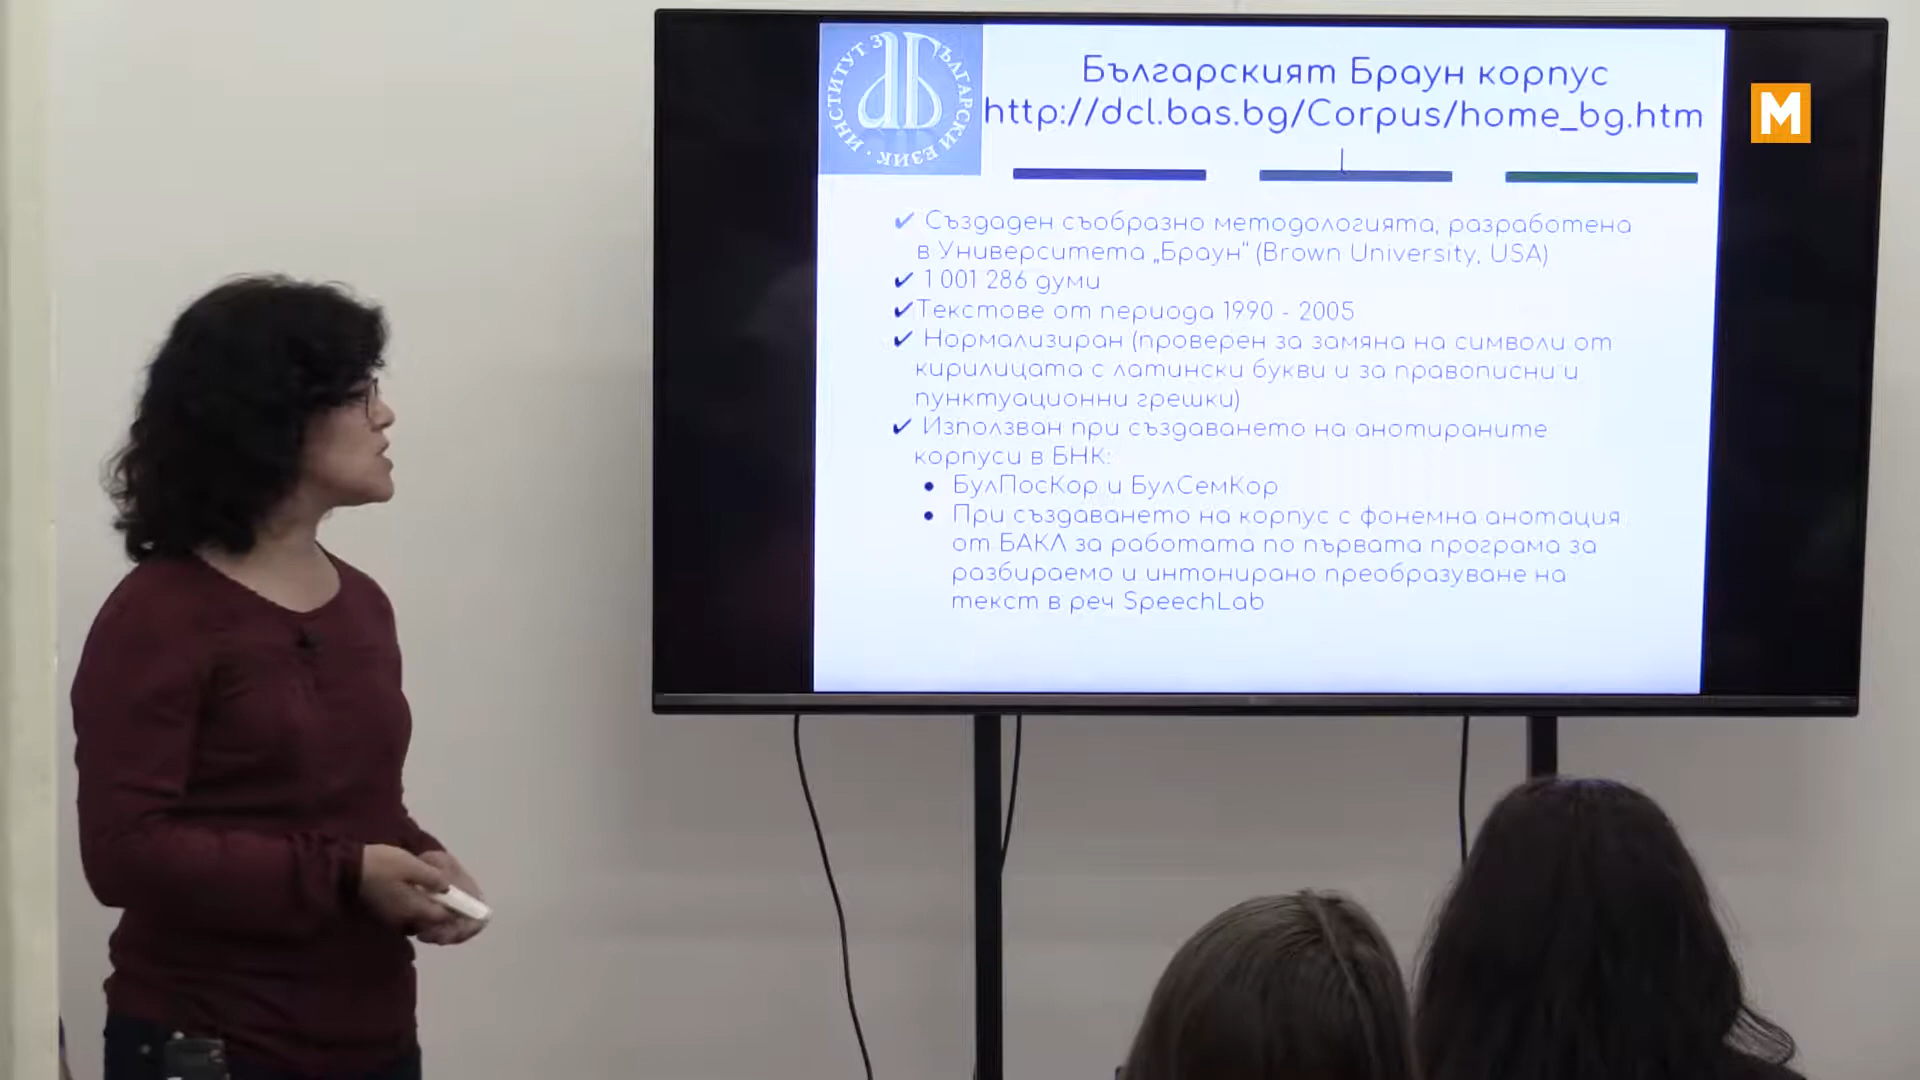 ИНСТИТУТ ЗА БЪЛГАРСКИ ЕЗИК
Българският Браун корпус
http://dcl.bas.bg/Corpus/home_bg.htm
M
✔ Създаден съобразно методологията, разработена
в Университета „Браун“ (Brown University, USA)
✔ 1 001 286 думи
✔Текстове от периода 1990 - 2005
✔ Нормализиран (проверен за замяна на символи от
кирилицата с латински букви и за правописни и
пунктуационни грешки)
✔ Използван при създаването на анотираните
корпуси в БНК:
• БулПосКор и БулСемКор
• При създаването на корпус с фонемна анотация
от БАКЛ за работата по първата програма за
разбираемо и интонирано преобразуване на
текст в реч SpeechLab